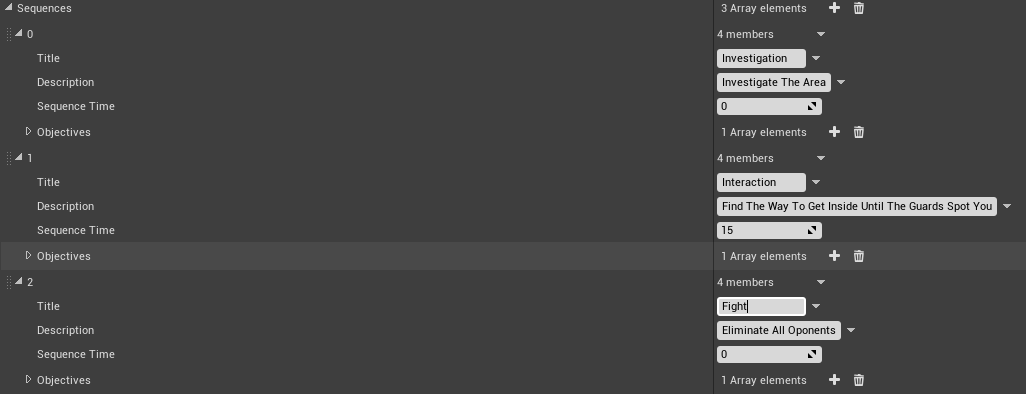 Sequences 3 Array elements
0 4 members
Title Investigation
Description Investigate The Area
Sequence Time 0
Objectives 1 Array elements
1 4 members
Title Interaction
Description Find The Way To Get Inside Until The Guards Spot You
Sequence Time 15
Objectives 1 Array elements
2 4 members
Title Fight
Description Eliminate All Oponents
Sequence Time 0
Objectives 1 Array elements